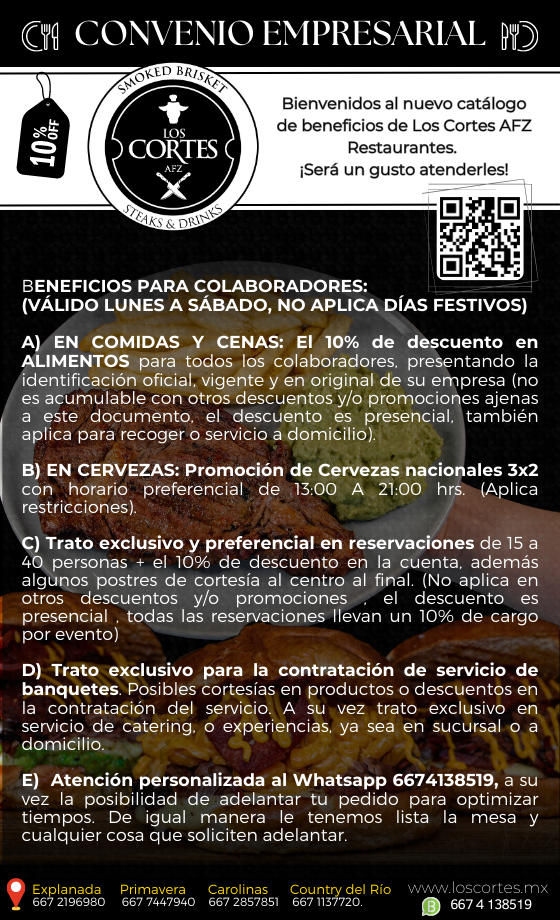 CONVENIO EMPRESARIAL
10%
OFF
SMOKED BRISKET
LOS
CORTES
AFZ
STEAKS & DRINKS
Bienvenidos al nuevo catálogo
de beneficios de Los Cortes AFZ
Restaurantes.
¡Será un gusto atenderles!
BENEFICIOS PARA COLABORADORES:
(VÁLIDO LUNES A SÁBADO, NO APLICA DÍAS FESTIVOS)
A) EN COMIDAS Y CENAS: El 10% de descuento en
ALIMENTOS para todos los colaboradores, presentando la
identificación oficial, vigente y en original de su empresa (no
es acumulable con otros descuentos y/o promociones ajenas
a este documento, el descuento es presencial, también
aplica para recoger o servicio a domicilio).
B) EN CERVEZAS: Promoción de Cervezas nacionales 3x2
con horario preferencial de 13:00 A 21:00 hrs. (Aplica
restricciones).
C) Trato exclusivo y preferencial en reservaciones de 15 a
40 personas + el 10% de descuento en la cuenta, además
algunos postres de cortesía al centro al final. (No aplica en
otros descuentos y/o promociones , el descuento es
presencial , todas las reservaciones llevan un 10% de cargo
por evento)
D) Trato exclusivo para la contratación de servicio de
banquetes. Posibles cortesías en productos o descuentos en
la contratación del servicio. A su vez trato exclusivo en
servicio de catering, o experiencias, ya sea en sucursal o a
domicilio.
E) Atención personalizada al Whatsapp 6674138519, a su
vez la posibilidad de adelantar tu pedido para optimizar
tiempos. De igual manera le tenemos lista la mesa y
cualquier cosa que soliciten adelantar.
Explanada Primavera Carolinas Country del Río
667 2196980 667 7447940 667 2857851 667 1137720.
www.loscortes.mx
B 667 4 138519